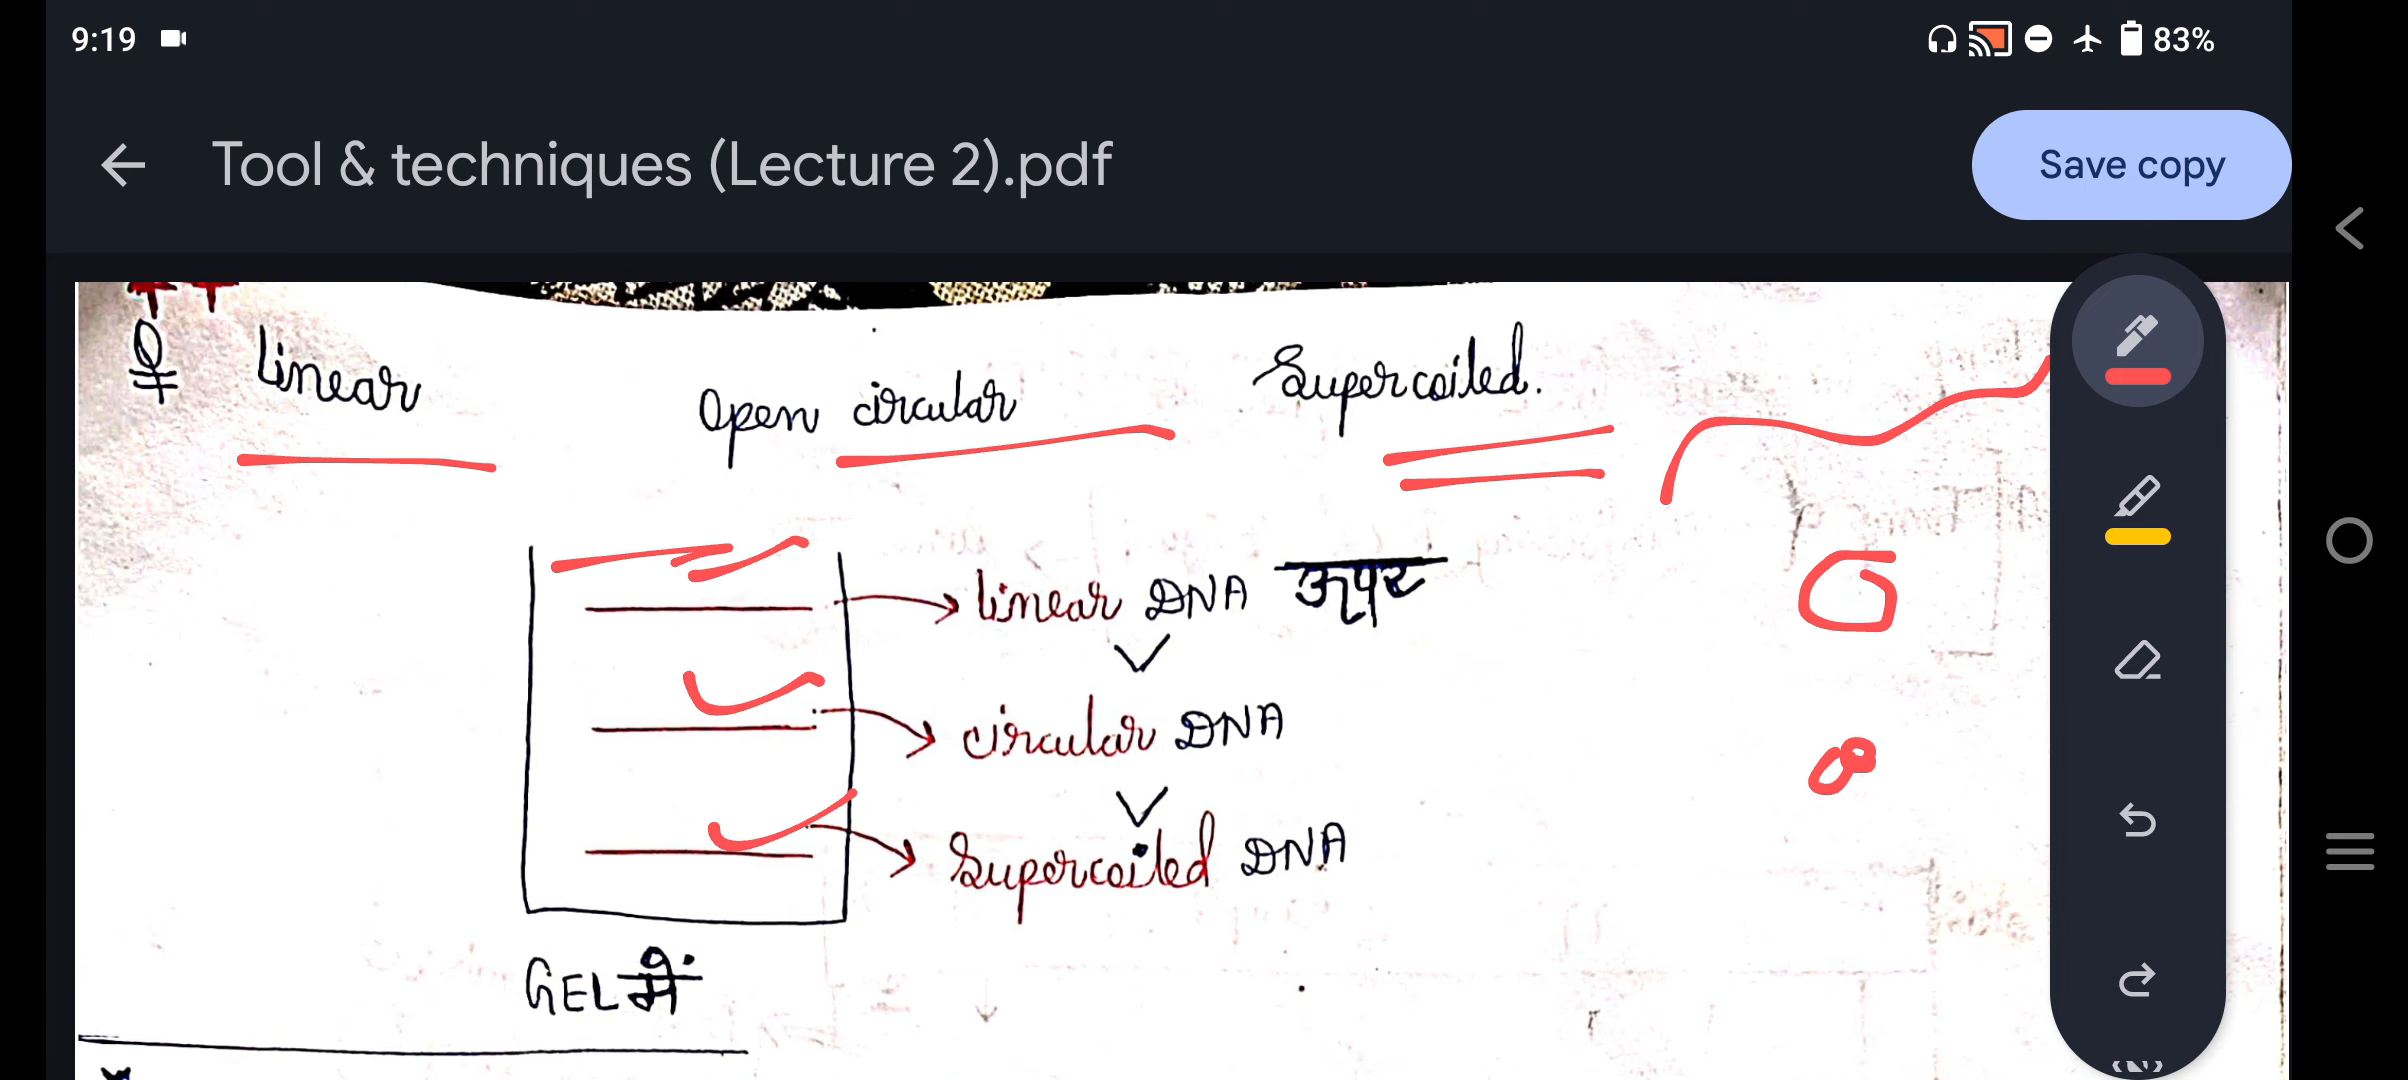 9:19 83%
Tool & techniques (Lecture 2).pdf Save copy
Linear Open circular Supercoiled.
linear DNA ऊपर
circular DNA
Supercoiled DNA
GEL में